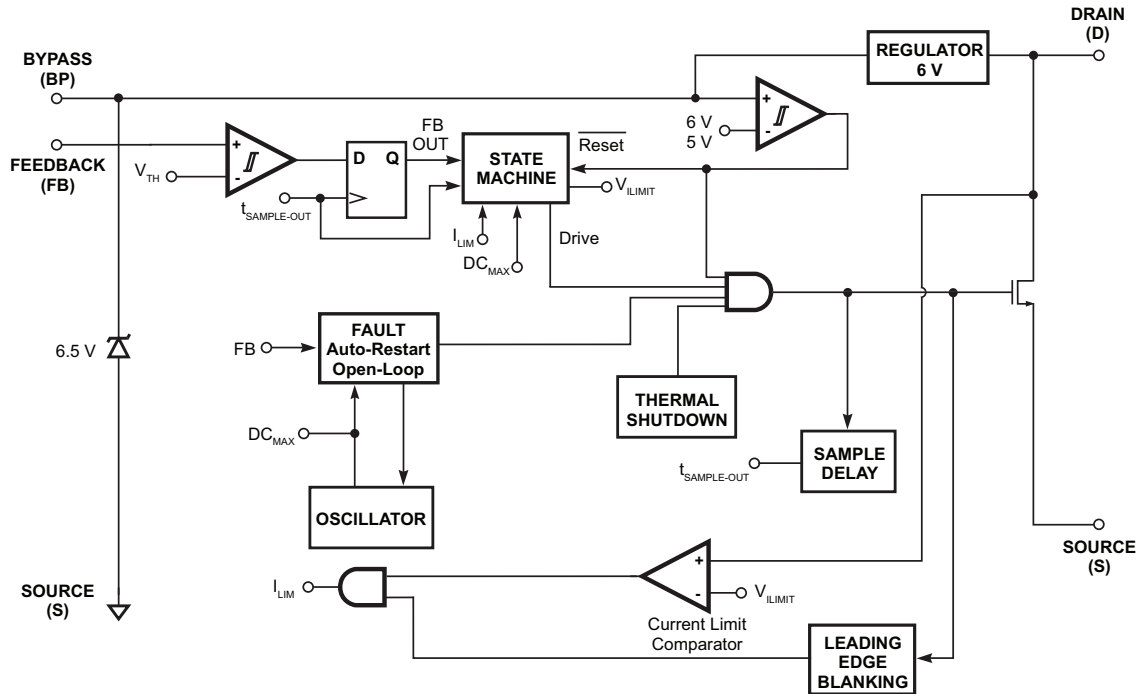 DRAIN
(D)
REGULATOR
6 V
BYPASS
(BP)
+
-
6 V
5 V
FEEDBACK
(FB)
+
-
V_TH
D Q
FB
OUT
STATE
MACHINE
Reset
V_ILIMIT
t_SAMPLE-OUT
I_LIM
DC_MAX
Drive
6.5 V
FB
FAULT
Auto-Restart
Open-Loop
THERMAL
SHUTDOWN
DC_MAX
t_SAMPLE-OUT
SAMPLE
DELAY
OSCILLATOR
SOURCE
(S)
SOURCE
(S)
I_LIM
+
-
V_ILIMIT
Current Limit
Comparator
LEADING
EDGE
BLANKING